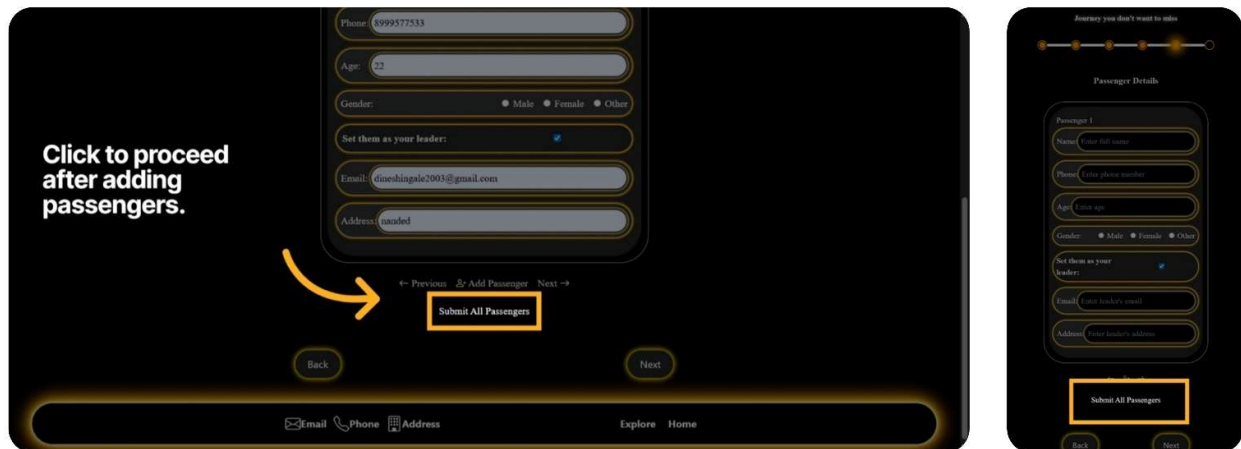 Click to proceed
after adding
passengers.
Phone: 8999577533
Age: 22
Gender: Male Female Other
Set them as your leader:
Email: dineshingale2003@gmail.com
Address: nanded
← Previous Add Passenger Next →
Submit All Passengers
Back Next
Email Phone Address Explore Home
Journey you don't want to miss
Passenger Details
Passenger 1
Name: Enter full name
Phone: Enter phone number
Age: Enter age
Gender: Male Female Other
Set them as your
leader:
Email: Enter leader's email
Address: Enter leader's address
Submit All Passengers
Back Next